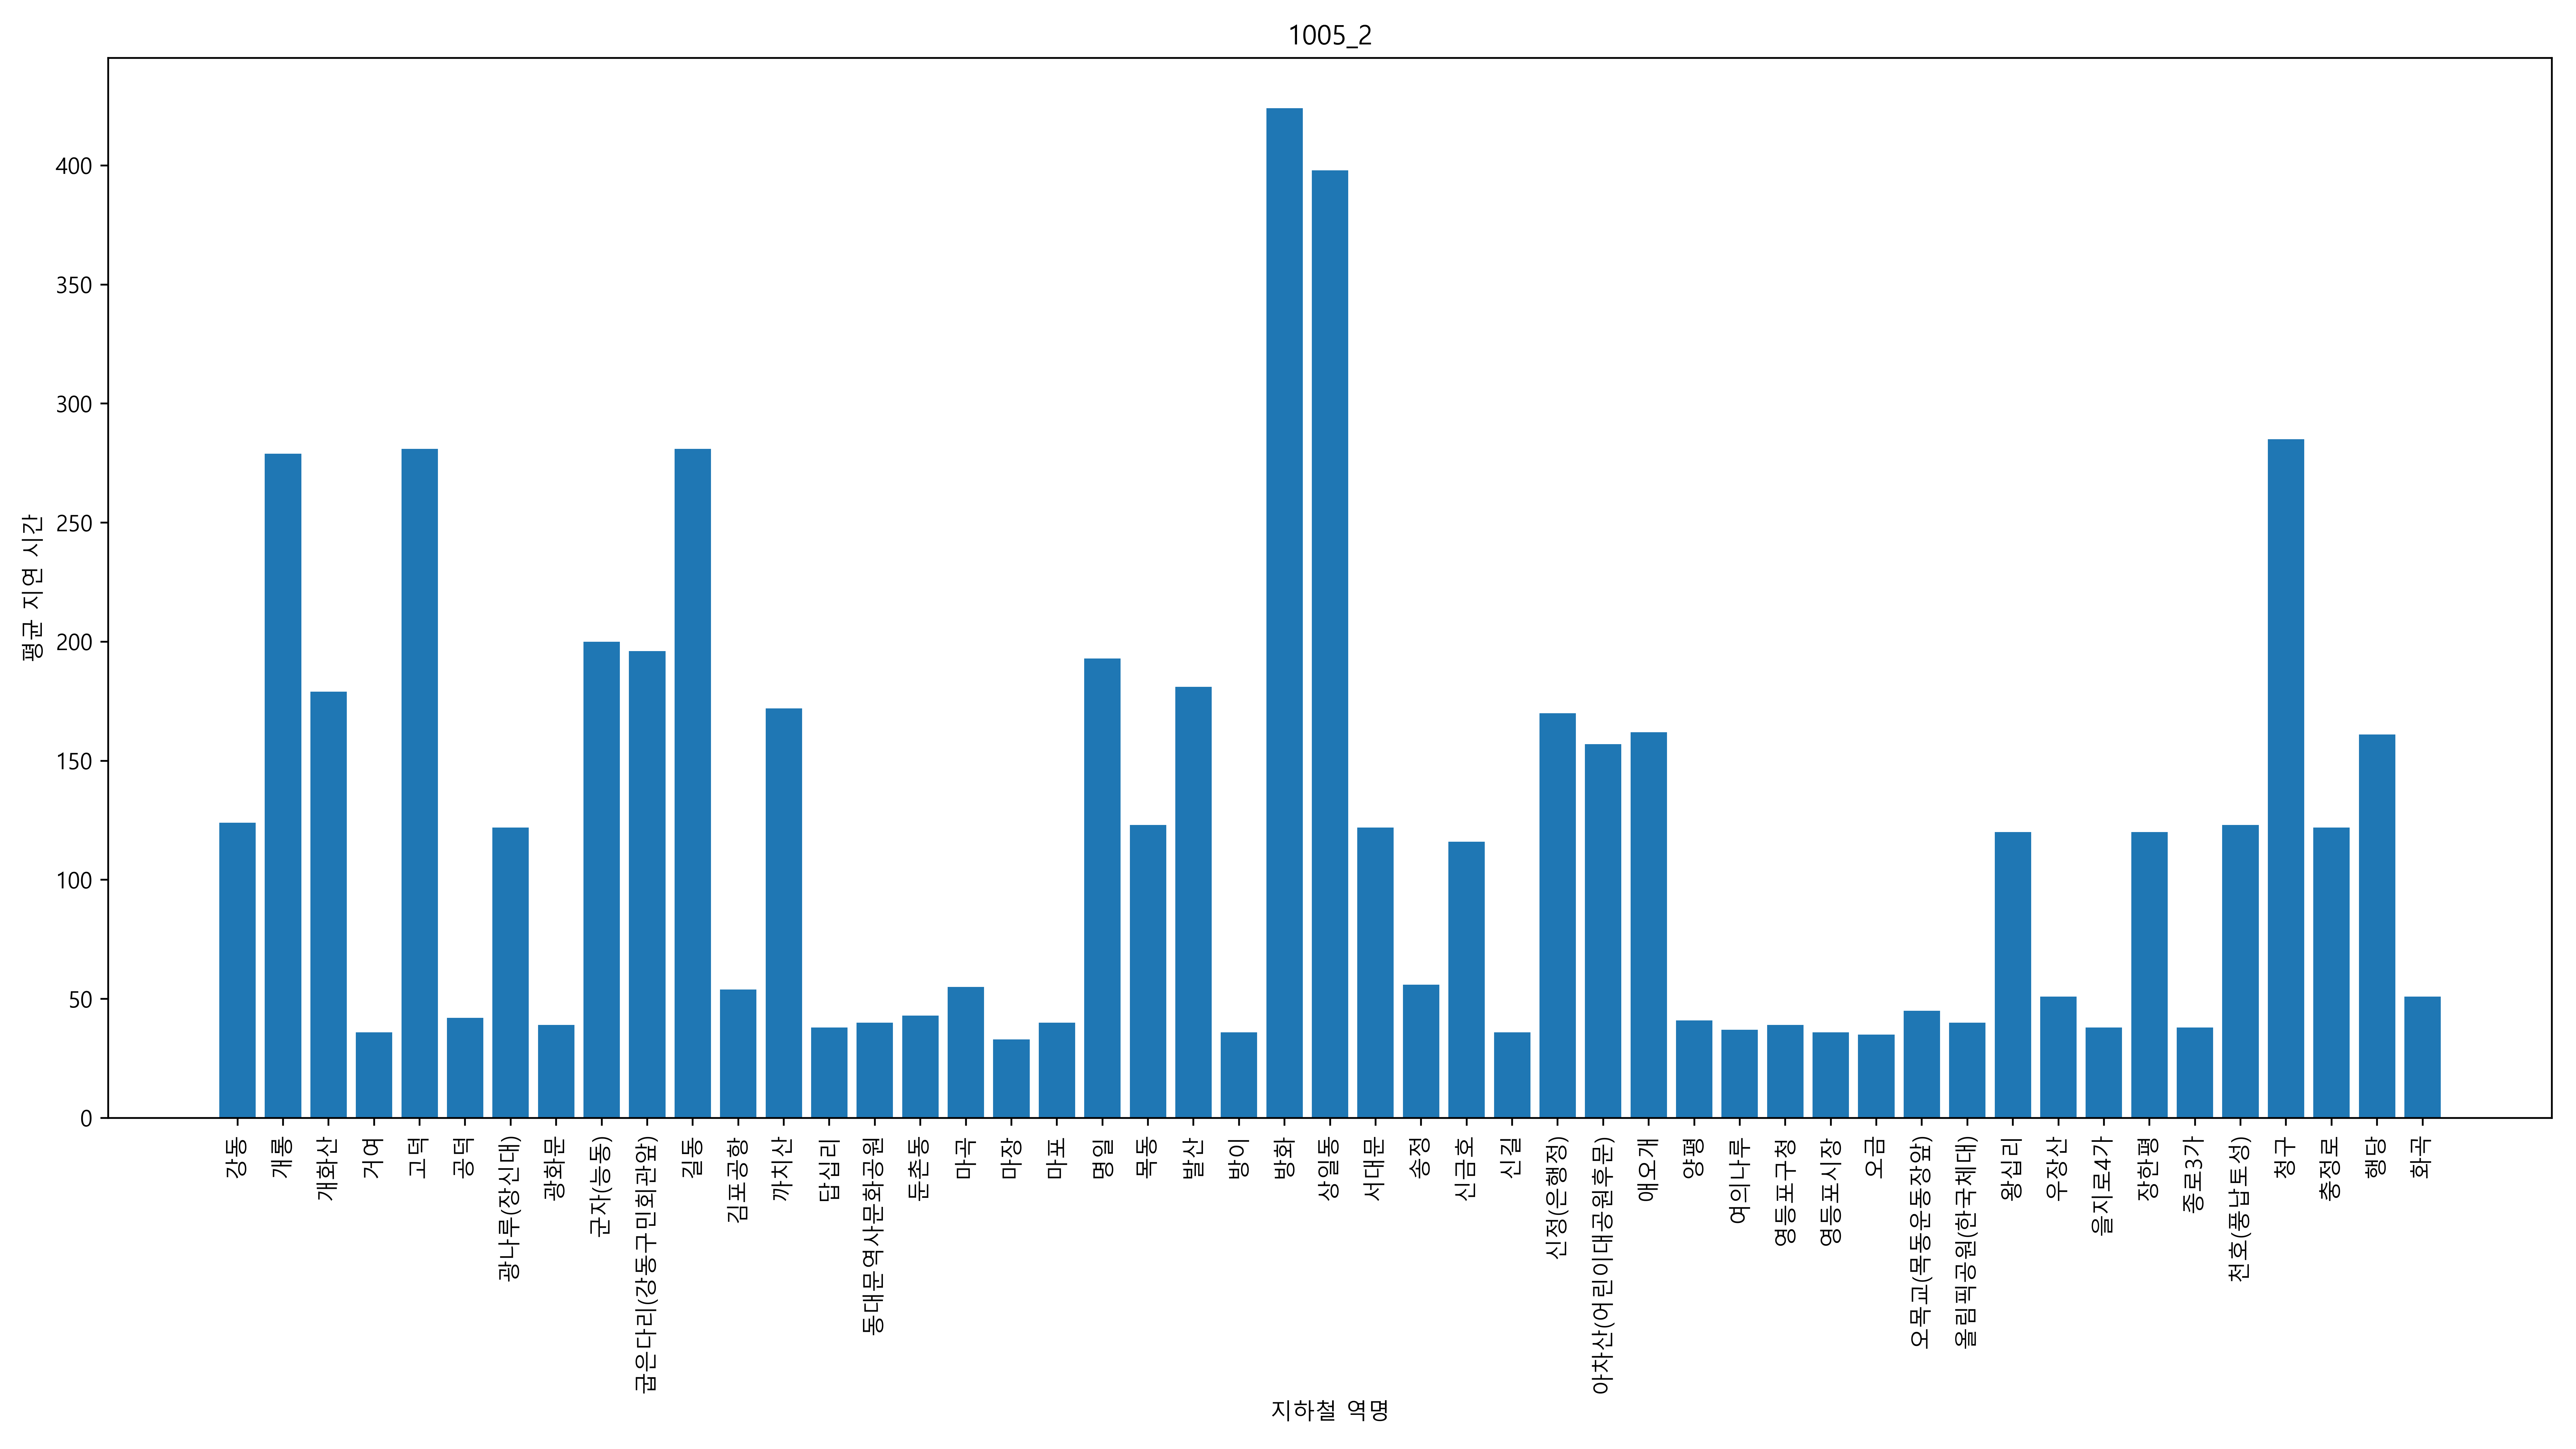 1005_2
평균 지연 시간
400
350
300
250
200
150
100
50
0
강동
개롱
개화산
거여
고덕
공덕
광나루(장신대)
광화문
군자(능동)
굽은다리(강동구민회관앞)
길동
김포공항
까치산
답십리
동대문역사문화공원
둔촌동
마곡
마장
마포
명일
목동
발산
방이
방화
상일동
서대문
송정
신금호
신길
신정(은행정)
아차산(어린이대공원후문)
애오개
양평
여의나루
영등포구청
영등포시장
오금
오목교(목동운동장앞)
올림픽공원(한국체대)
왕십리
우장산
을지로4가
장한평
종로3가
천호(풍납토성)
청구
충정로
행당
화곡
지하철 역명